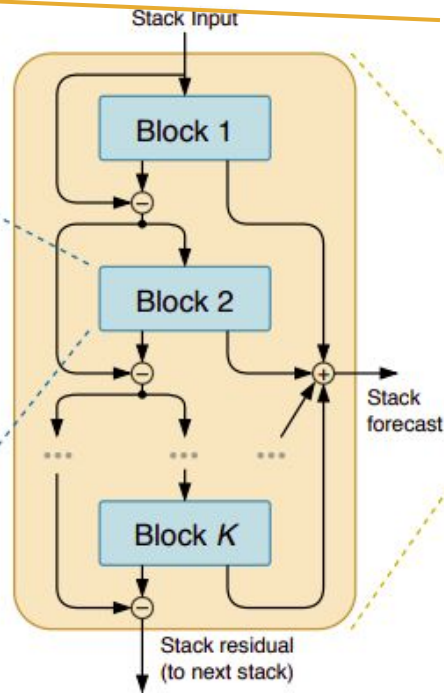 Stack Input
Block 1
−
Block 2
−
+
Stack
forecast
...
...
...
Block K
−
Stack residual
(to next stack)